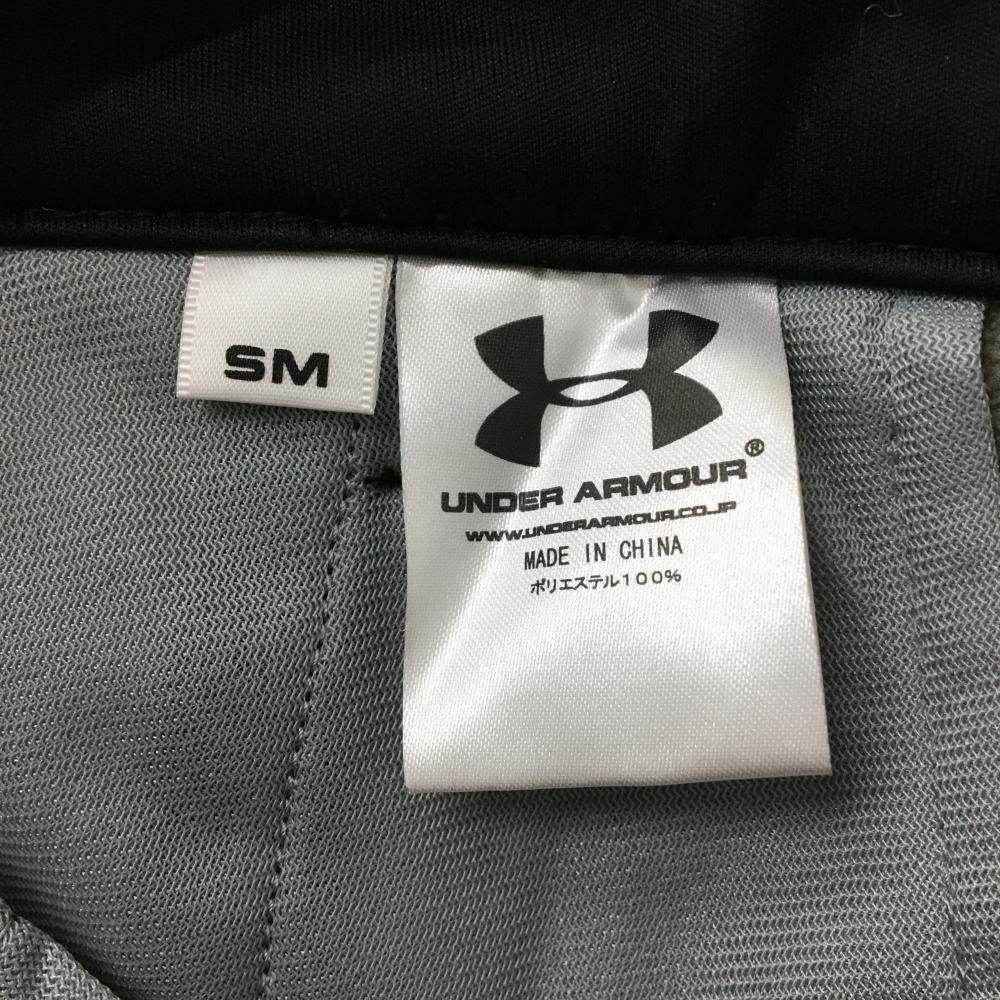 SM
UNDER ARMOUR®
WWW.UNDERARMOUR.CO.JP
MADE IN CHINA
ポリエステル100%